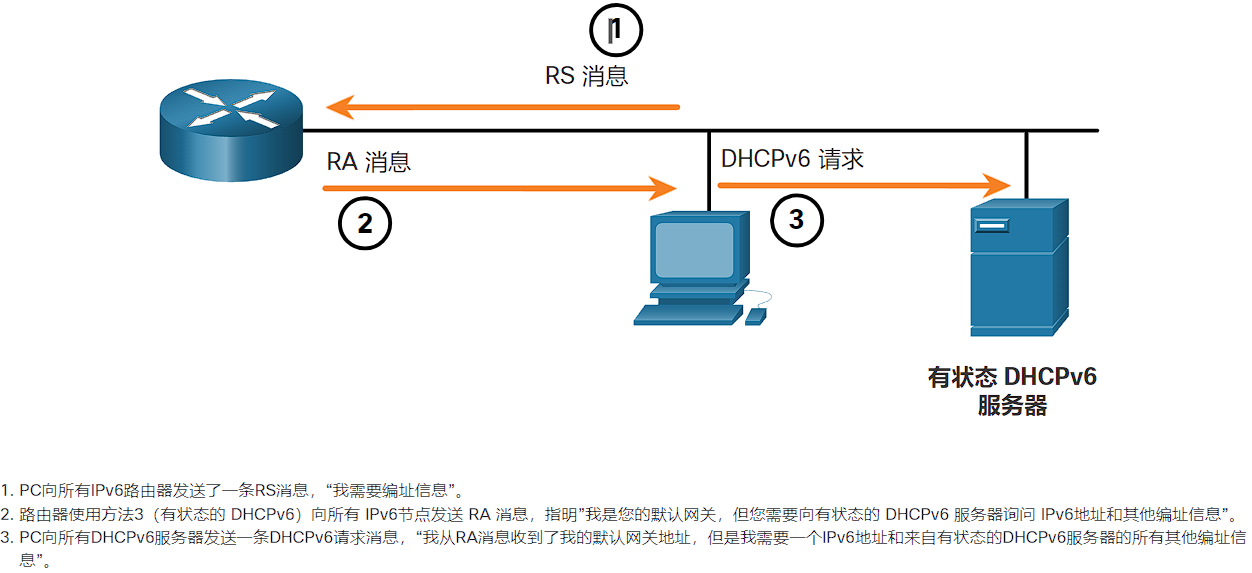 1
RS 消息
RA 消息
DHCPv6 请求
2
3
有状态 DHCPv6
服务器
1. PC向所有IPv6路由器发送了一条RS消息，“我需要编址信息”。
2. 路由器使用方法3（有状态的 DHCPv6）向所有 IPv6节点发送 RA 消息，指明”我是您的默认网关，但您需要向有状态的 DHCPv6 服务器询问 IPv6地址和其他编址信息”。
3. PC向所有DHCPv6服务器发送一条DHCPv6请求消息，“我从RA消息收到了我的默认网关地址，但是我需要一个IPv6地址和来自有状态的DHCPv6服务器的所有其他编址信
息”。